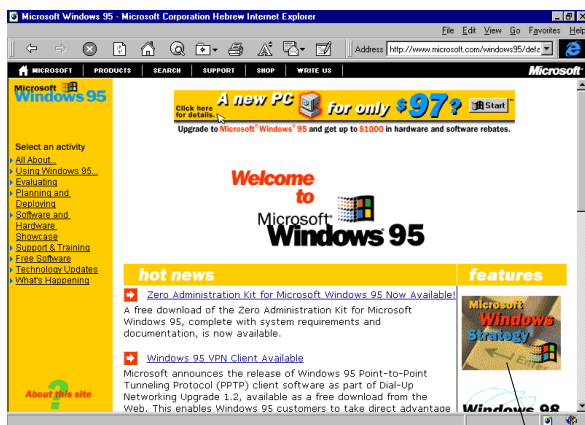 Microsoft Windows 95 - Microsoft Corporation Hebrew Internet Explorer
File Edit View Go Favorites Help
Address http://www.microsoft.com/windows95/defa
MICROSOFT PRODUCTS SEARCH SUPPORT SHOP WRITE US Microsoft
Microsoft
Windows 95
Click here for details. A new PC for only $97? Start
Upgrade to Microsoft® Windows® 95 and get up to $1000 in hardware and software rebates.
Select an activity
All About...
Using Windows 95...
Evaluating
Planning and
Deploying
Software and
Hardware
Showcase
Support & Training
Free Software
Technology Updates
What's Happening
About this site
Welcome
to
Microsoft
Windows 95
hot news
Zero Administration Kit for Microsoft Windows 95 Now Available!
A free download of the Zero Administration Kit for Microsoft
Windows 95, complete with system requirements and
documentation, is now available.
Windows 95 VPN Client Available
Microsoft announces the release of Windows 95 Point-to-Point
Tunneling Protocol (PPTP) client software as part of Dial-Up
Networking Upgrade 1.2, available as a free download from the
Web. This enables Windows 95 customers to take direct advantage
features
Microsoft
Windows
Strategy
Enter
Windows 98